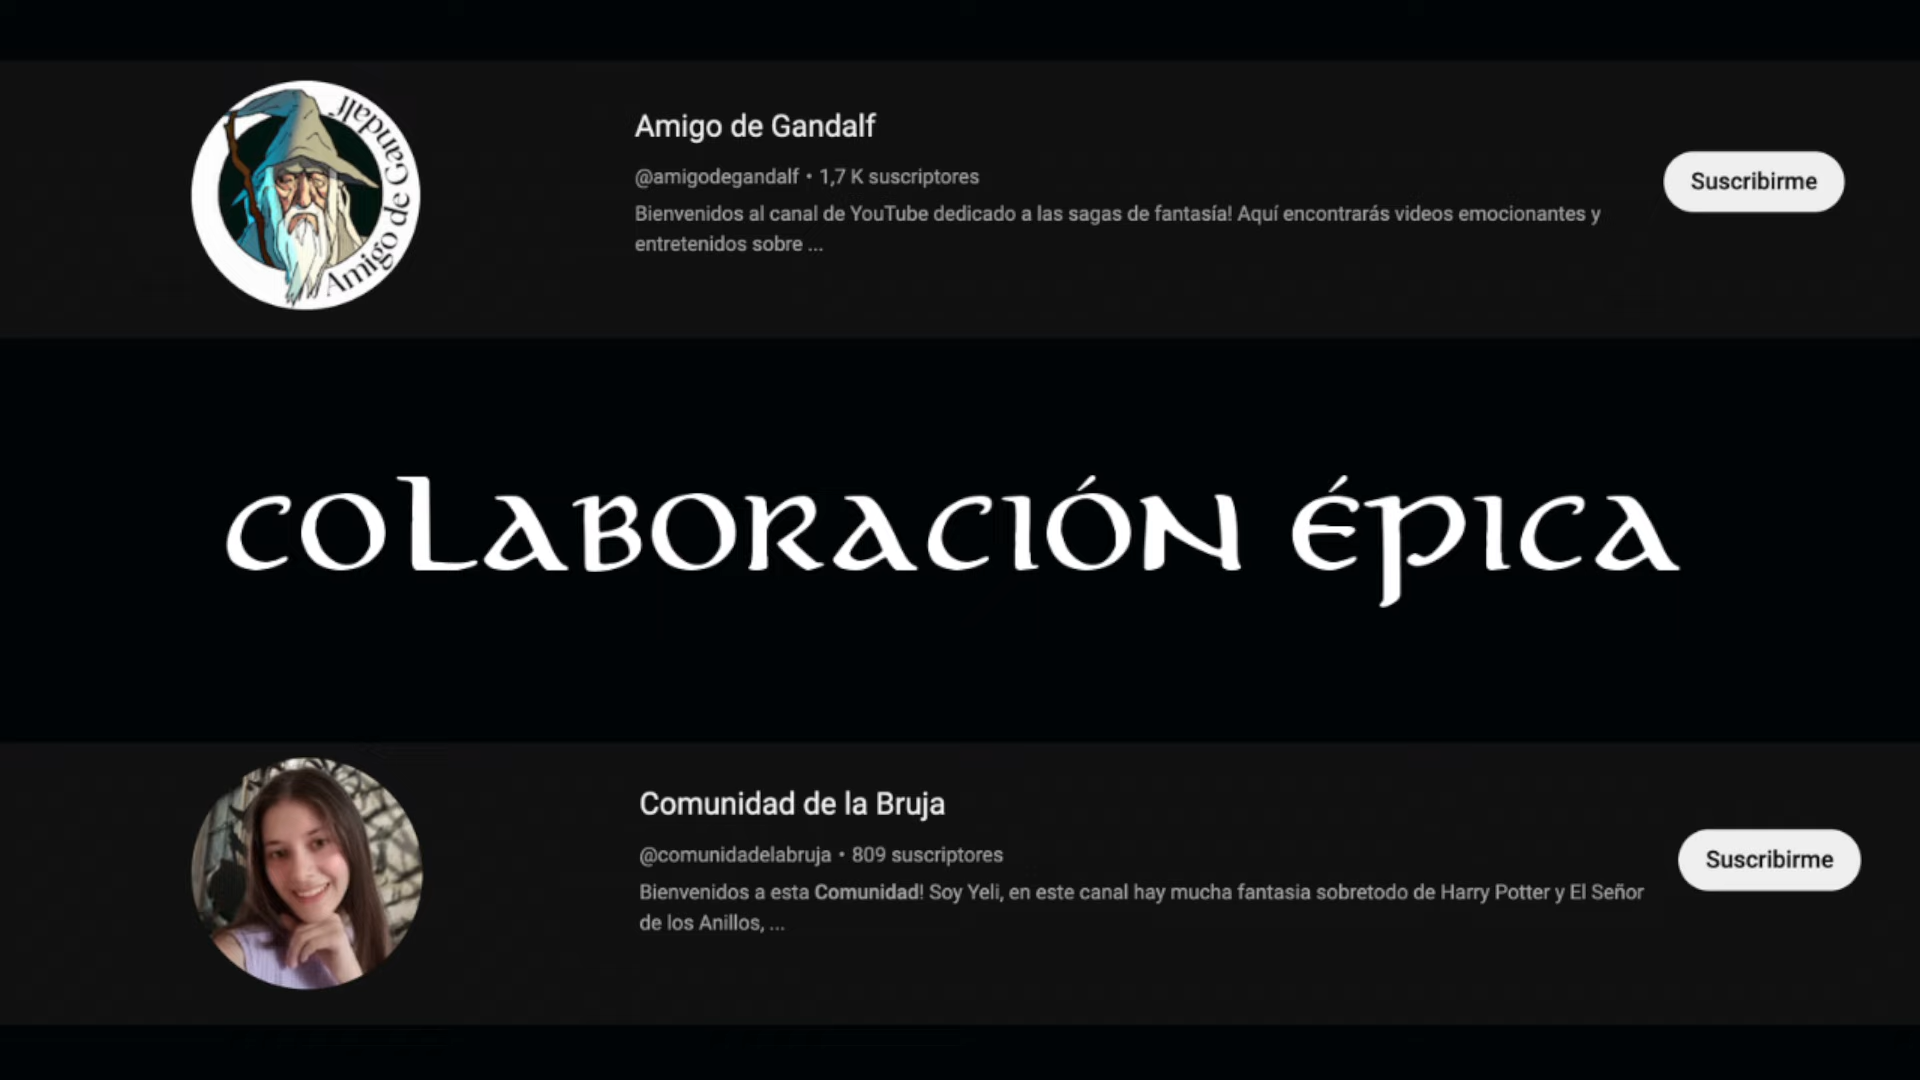 Amigo de Gandalf
Amigo de Gandalf
@amigodegandalf • 1,7 K suscriptores
Bienvenidos al canal de YouTube dedicado a las sagas de fantasía! Aquí encontrarás videos emocionantes y
entretenidos sobre ...
Suscribirme
COLABORACIÓN ÉPICA
Comunidad de la Bruja
@comunidadelabruja • 809 suscriptores
Bienvenidos a esta Comunidad! Soy Yeli, en este canal hay mucha fantasia sobretodo de Harry Potter y El Señor
de los Anillos, ...
Suscribirme